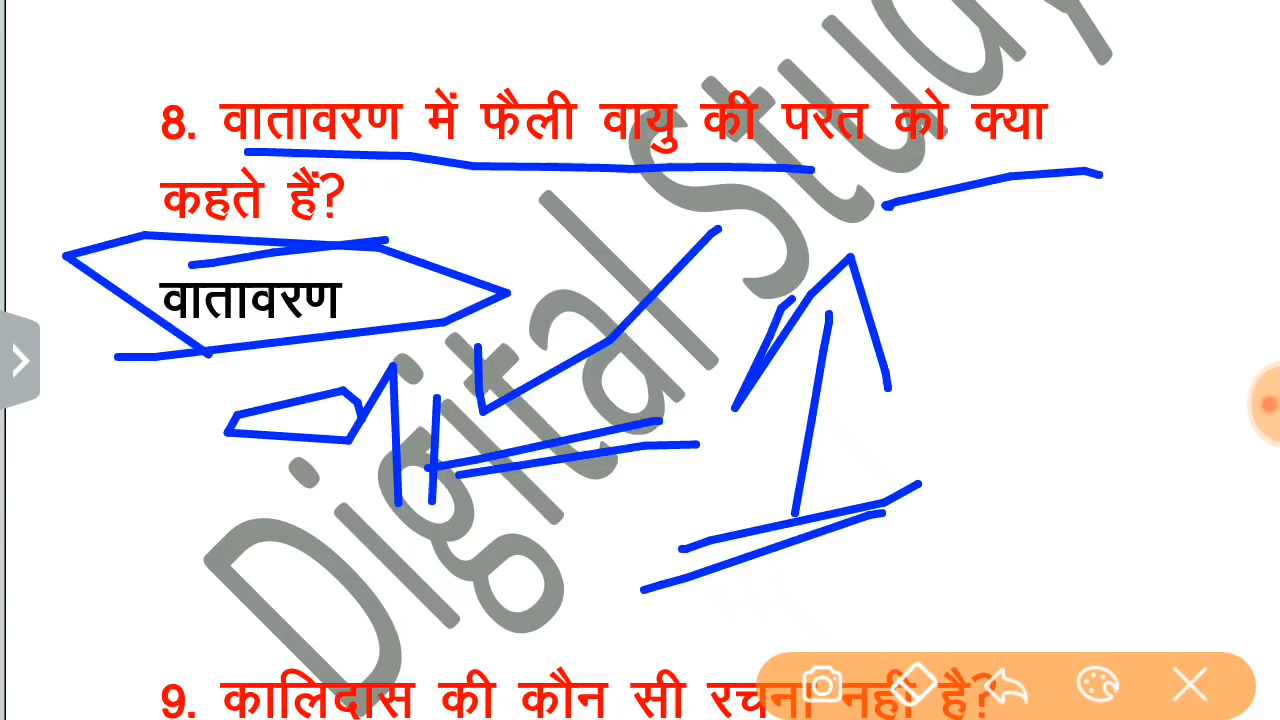 8. वातावरण में फैली वायु की परत को क्या
कहते हैं?
वातावरण
Digital Study
9. कालिदास की कौन सी रचना नहीं है?